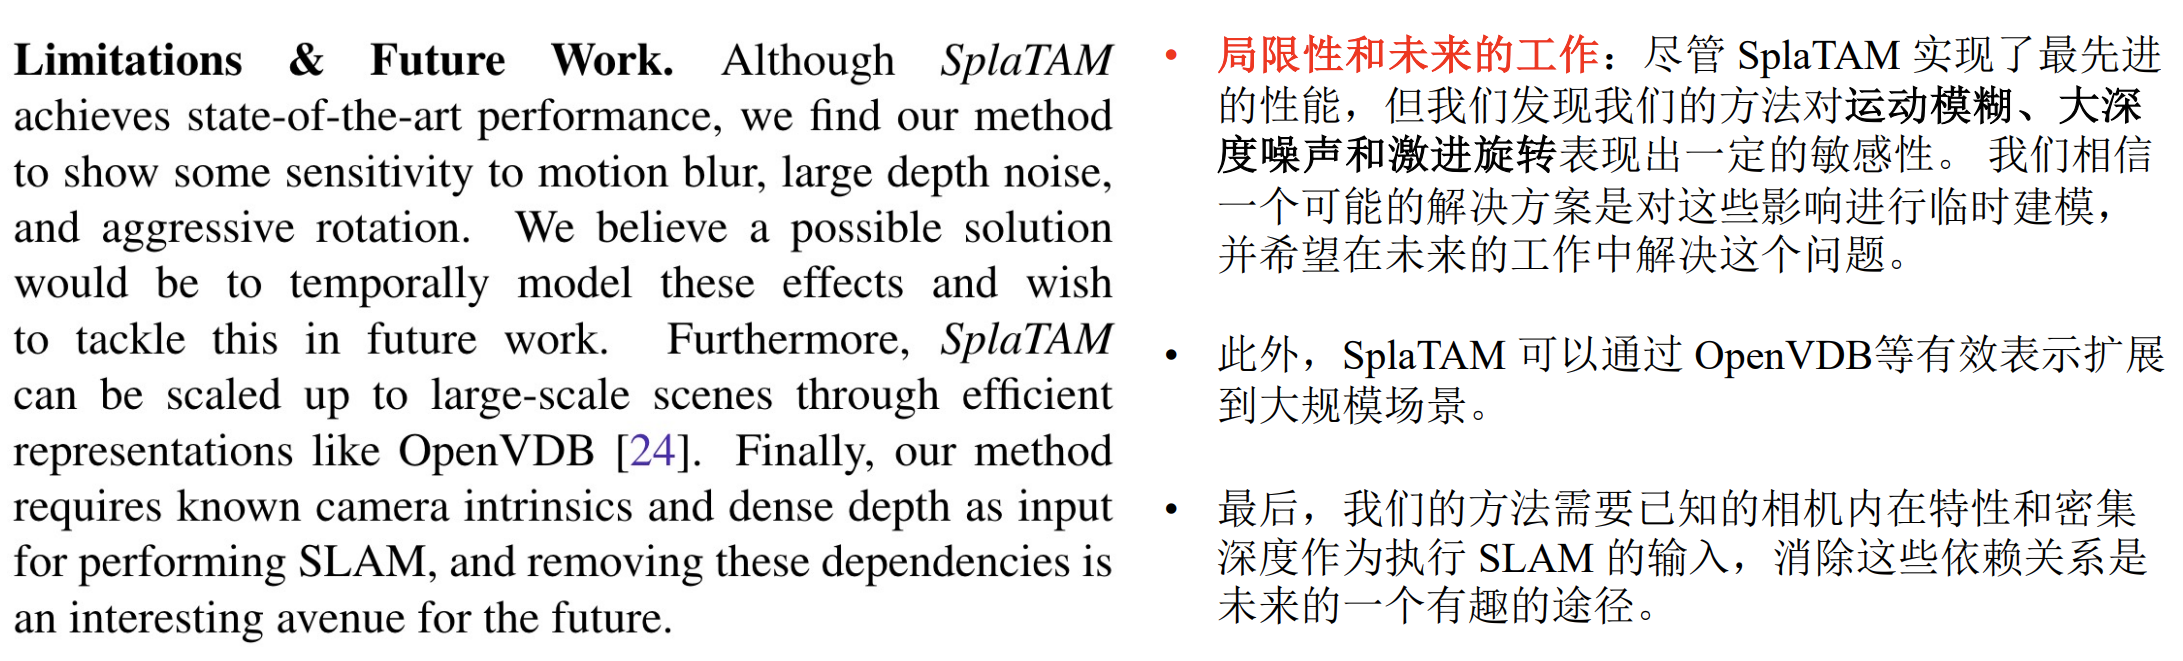 Limitations & Future Work. Although SplaTAM
achieves state-of-the-art performance, we find our method
to show some sensitivity to motion blur, large depth noise,
and aggressive rotation. We believe a possible solution
would be to temporally model these effects and wish
to tackle this in future work. Furthermore, SplaTAM
can be scaled up to large-scale scenes through efficient
representations like OpenVDB [24]. Finally, our method
requires known camera intrinsics and dense depth as input
for performing SLAM, and removing these dependencies is
an interesting avenue for the future.
• 局限性和未来的工作：尽管 SplaTAM 实现了最先进
的性能，但我们发现我们的方法对运动模糊、大深
度噪声和激进旋转表现出一定的敏感性。 我们相信
一个可能的解决方案是对这些影响进行临时建模，
并希望在未来的工作中解决这个问题。
• 此外，SplaTAM 可以通过 OpenVDB等有效表示扩展
到大规模场景。
• 最后，我们的方法需要已知的相机内在特性和密集
深度作为执行 SLAM 的输入，消除这些依赖关系是
未来的一个有趣的途径。